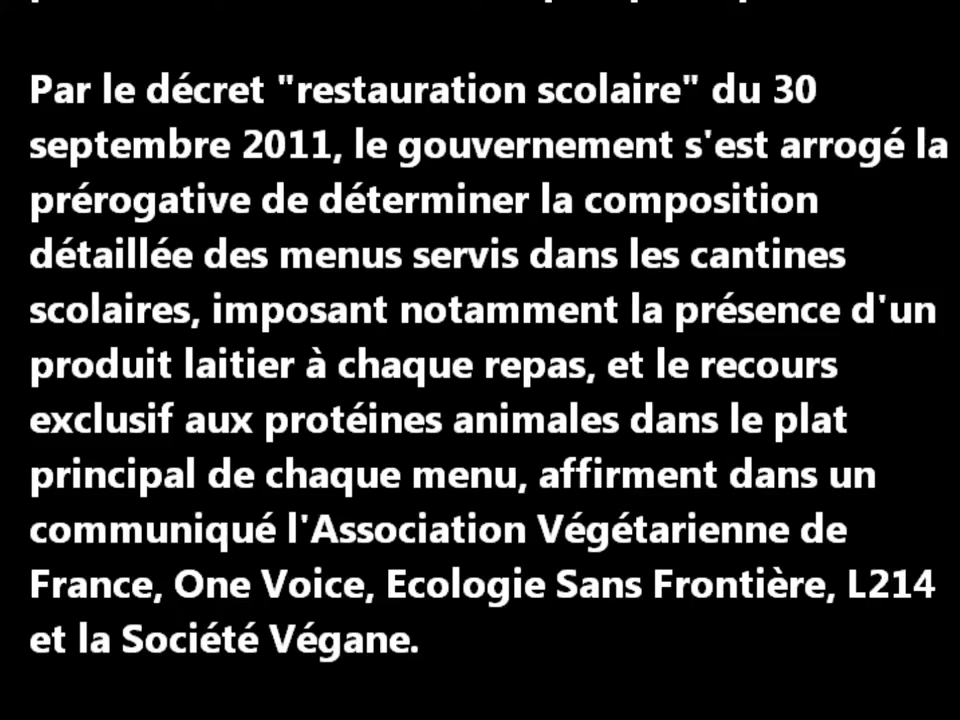 Par le décret "restauration scolaire" du 30
septembre 2011, le gouvernement s'est arrogé la
prérogative de déterminer la composition
détaillée des menus servis dans les cantines
scolaires, imposant notamment la présence d'un
produit laitier à chaque repas, et le recours
exclusif aux protéines animales dans le plat
principal de chaque menu, affirment dans un
communiqué l'Association Végétarienne de
France, One Voice, Ecologie Sans Frontière, L214
et la Société Végane.